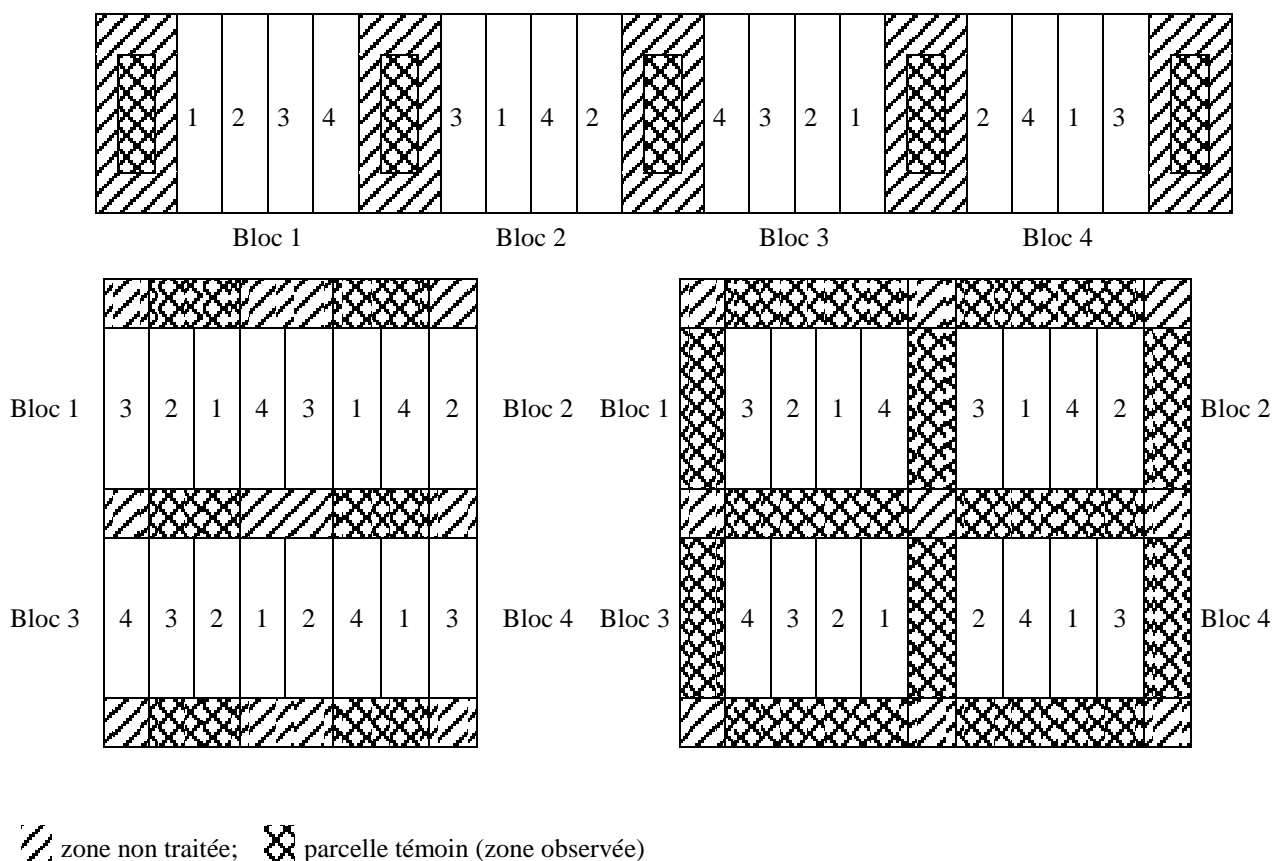 1 2 3 4 3 1 4 2 4 3 2 1 2 4 1 3
Bloc 1 Bloc 2 Bloc 3 Bloc 4
Bloc 1 3 2 1 4 3 1 4 2 Bloc 2 Bloc 1 3 2 1 4 3 1 4 2 Bloc 2
Bloc 3 4 3 2 1 2 4 1 3 Bloc 4 Bloc 3 4 3 2 1 2 4 1 3 Bloc 4
zone non traitée; parcelle témoin (zone observée)